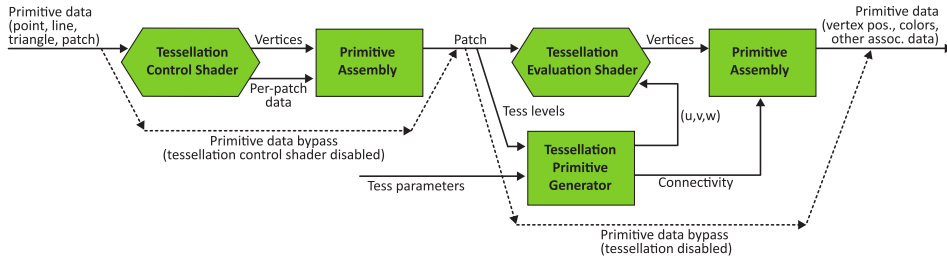 Primitive data
(point, line,
triangle, patch)
Tessellation
Control Shader
Vertices
Per-patch
data
Primitive
Assembly
Primitive data bypass
(tessellation control shader disabled)
Patch
Tess levels
Tess parameters
Tessellation
Evaluation Shader
Tessellation
Primitive
Generator
Vertices
(u,v,w)
Connectivity
Primitive
Assembly
Primitive data bypass
(tessellation disabled)
Primitive data
(vertex pos., colors,
other assoc. data)